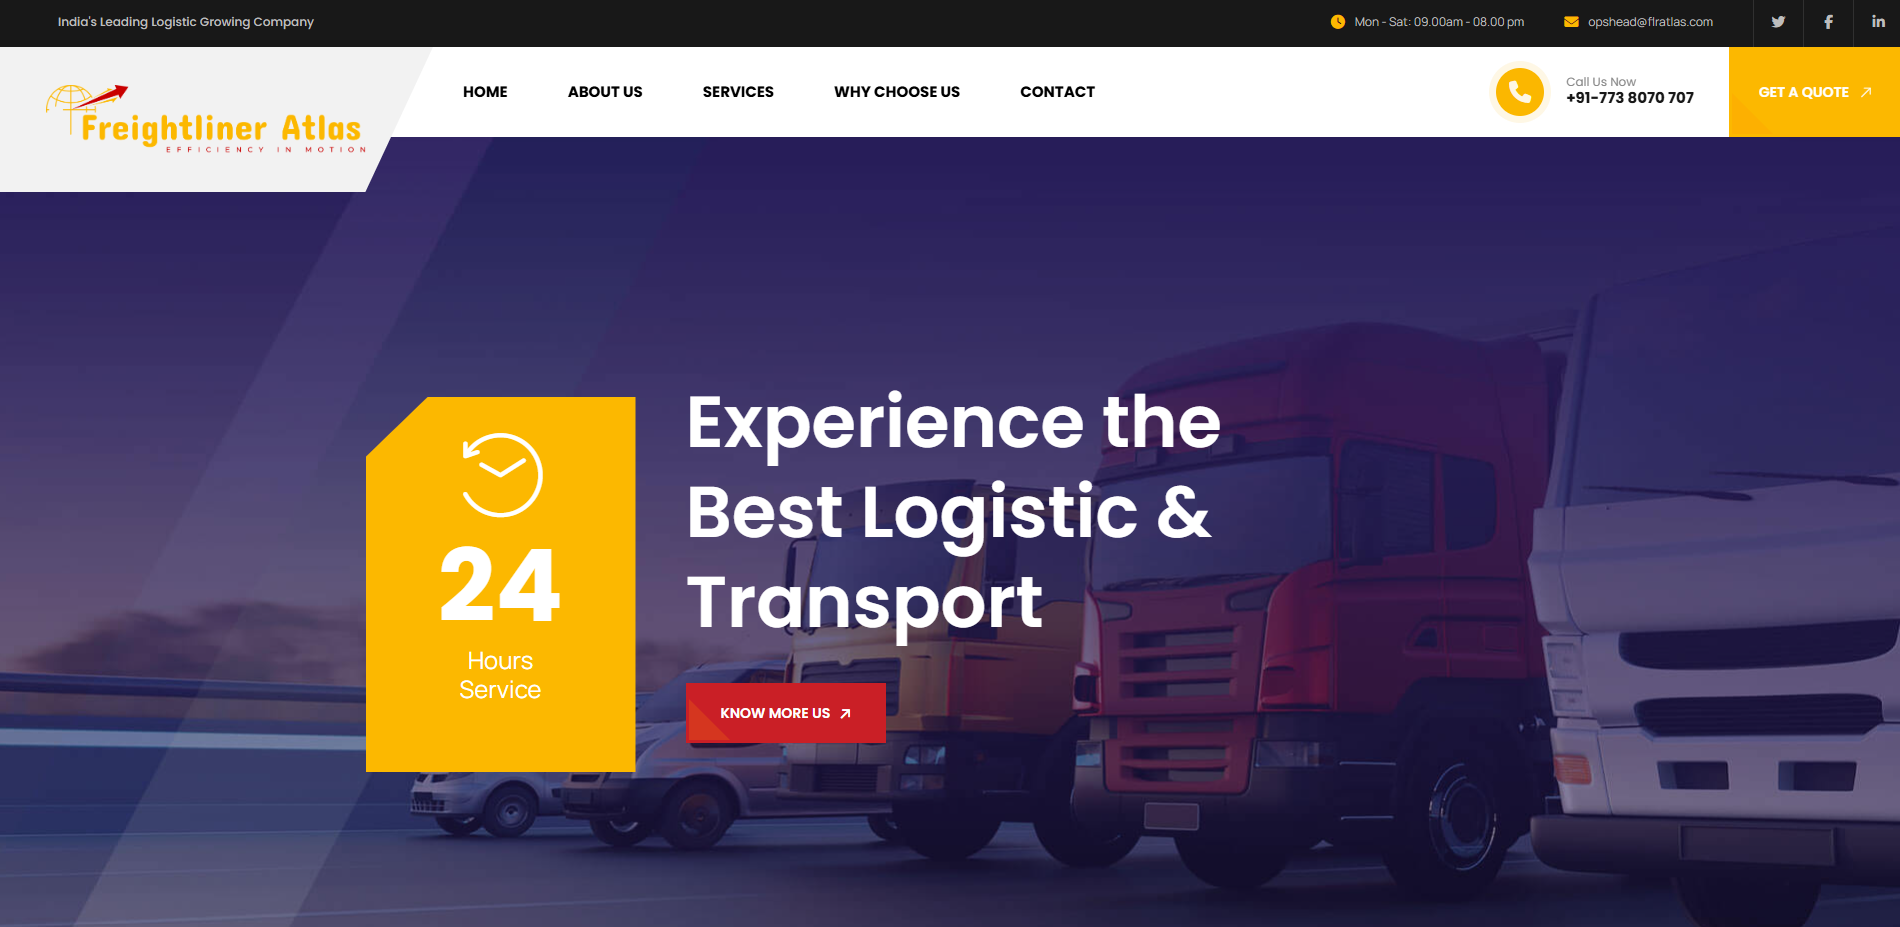 India's Leading Logistic Growing Company
Mon - Sat: 09.00am - 08.00 pm
opshead@flratlas.com
Freightliner Atlas
EFFICIENCY IN MOTION
HOME
ABOUT US
SERVICES
WHY CHOOSE US
CONTACT
Call Us Now
+91-773 8070 707
GET A QUOTE
24
Hours
Service
Experience the
Best Logistic &
Transport
KNOW MORE US